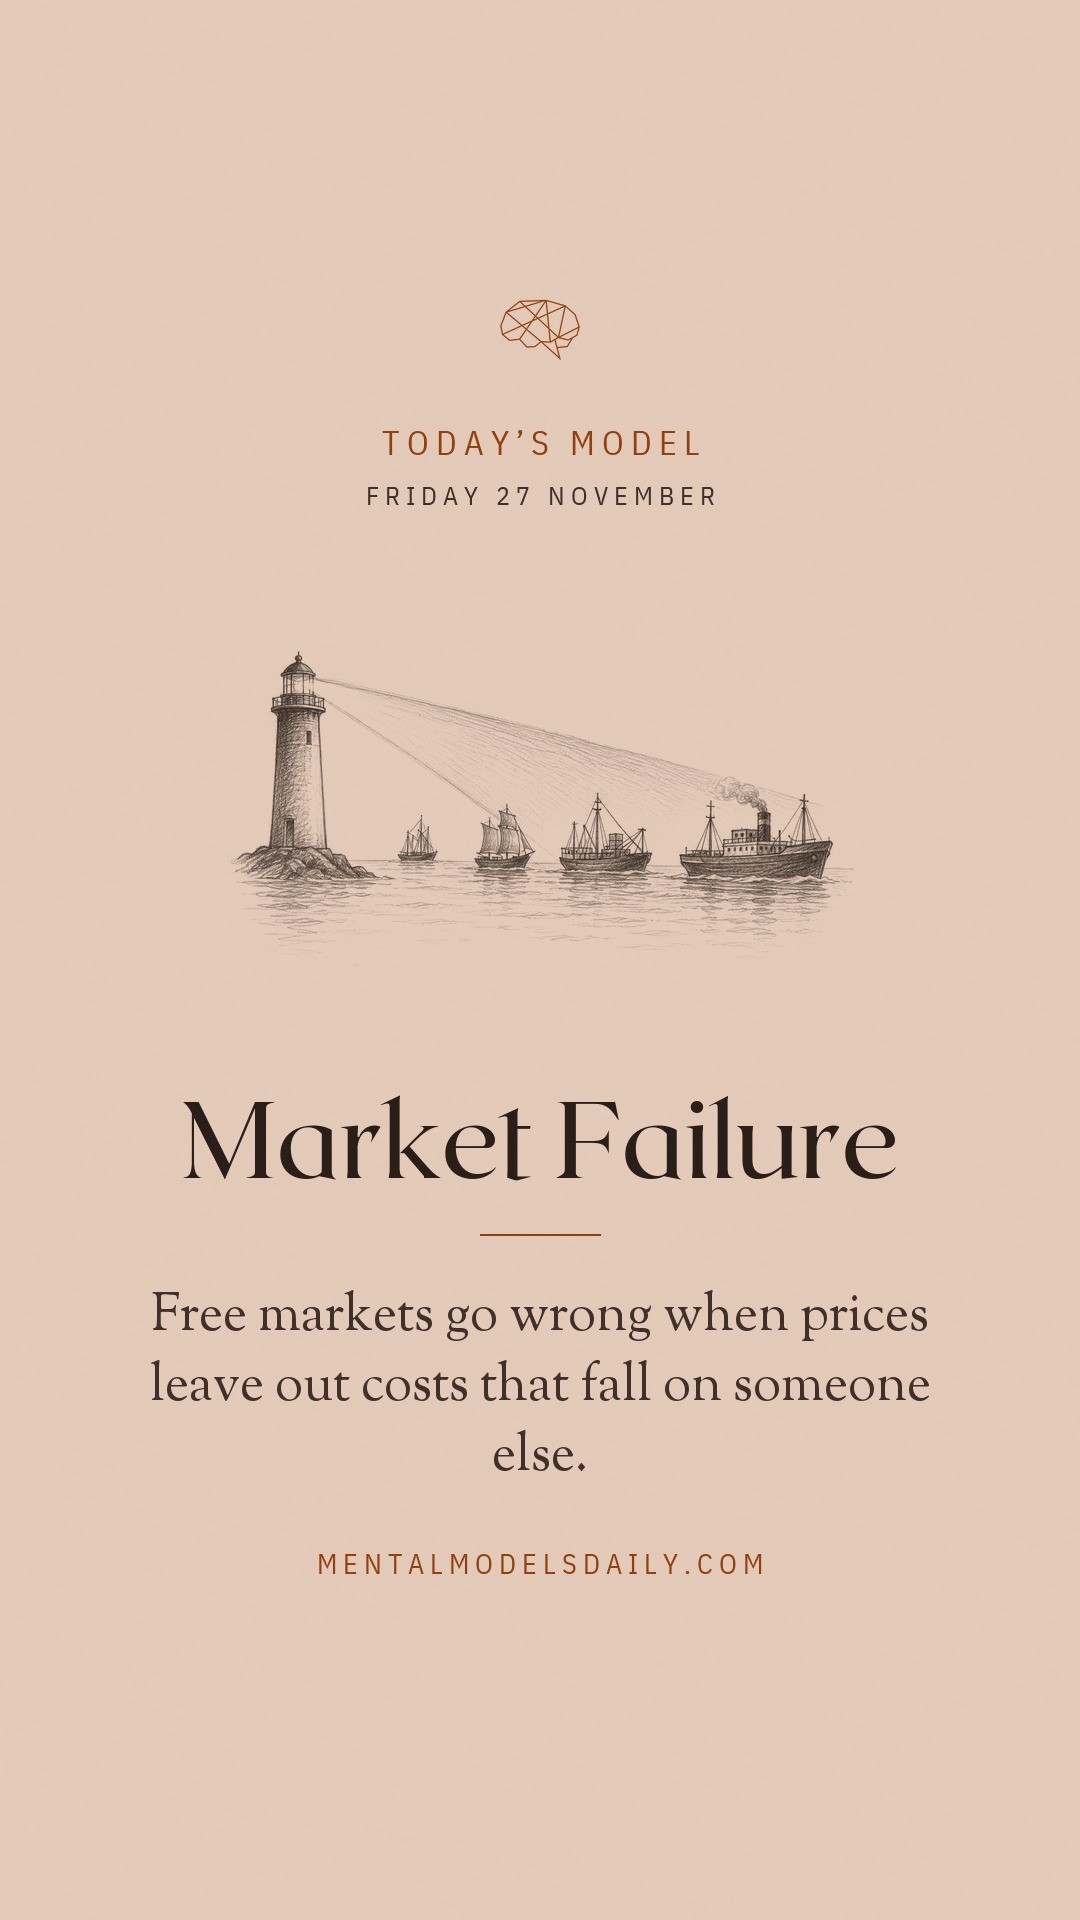 TODAY’S MODEL
FRIDAY 27 NOVEMBER
Market Failure
Free markets go wrong when prices
leave out costs that fall on someone
else.
MENTALMODELSDAILY.COM